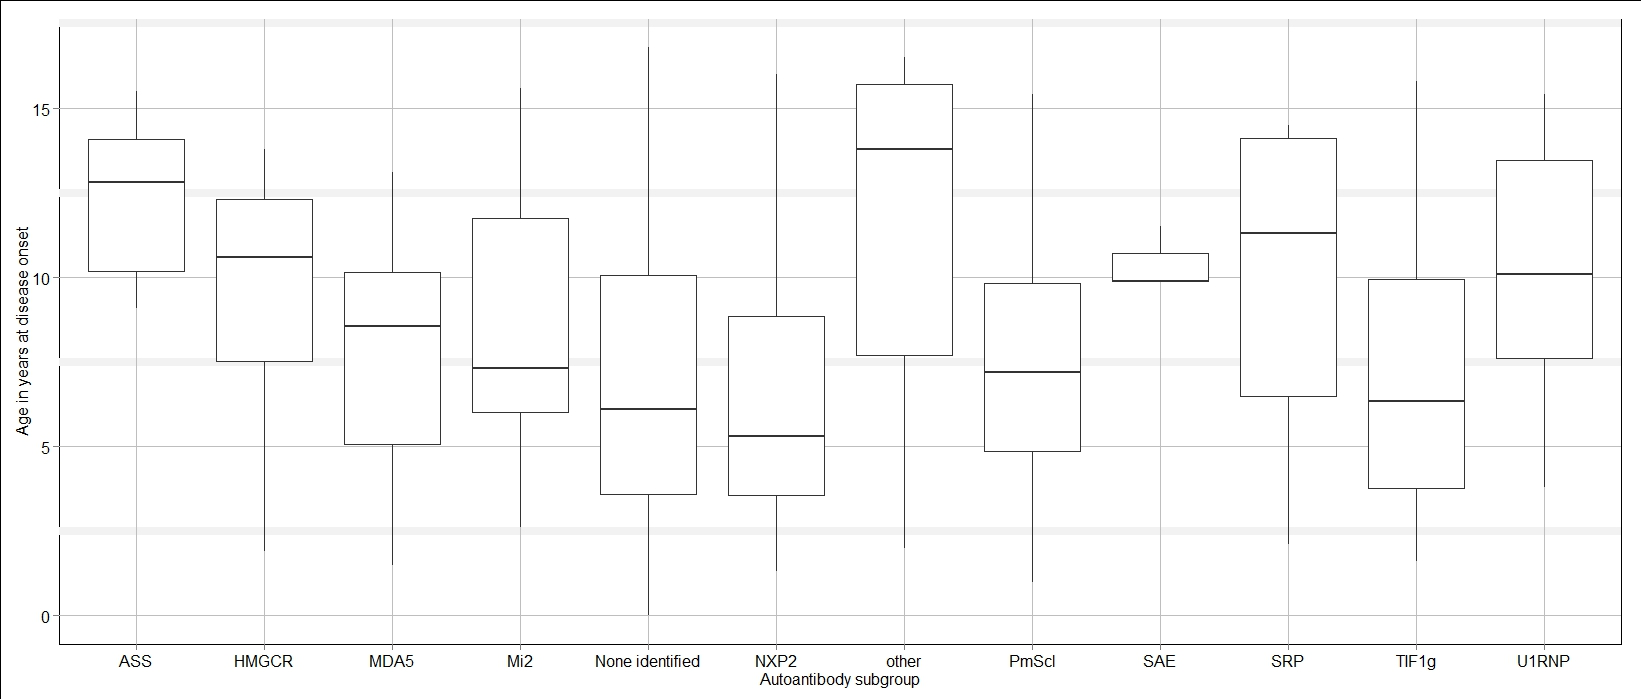 Age in years at disease onset
15
10
5
0
ASS HMGCR MDA5 Mi2 None identified NXP2 other PmScl SAE SRP TIF1g U1RNP
Autoantibody subgroup